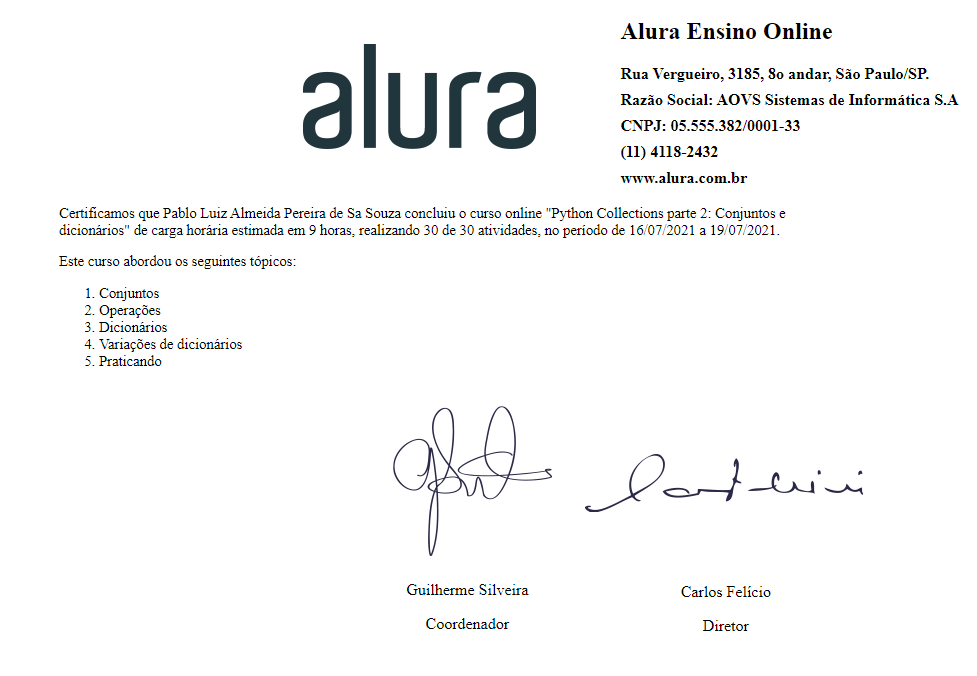 alura
Alura Ensino Online
Rua Vergueiro, 3185, 8o andar, São Paulo/SP.
Razão Social: AOVS Sistemas de Informática S.A
CNPJ: 05.555.382/0001-33
(11) 4118-2432
www.alura.com.br
Certificamos que Pablo Luiz Almeida Pereira de Sa Souza concluiu o curso online "Python Collections parte 2: Conjuntos e
dicionários" de carga horária estimada em 9 horas, realizando 30 de 30 atividades, no período de 16/07/2021 a 19/07/2021.
Este curso abordou os seguintes tópicos:
1. Conjuntos
2. Operações
3. Dicionários
4. Variações de dicionários
5. Praticando
Guilherme Silveira
Carlos Felício
Coordenador
Diretor